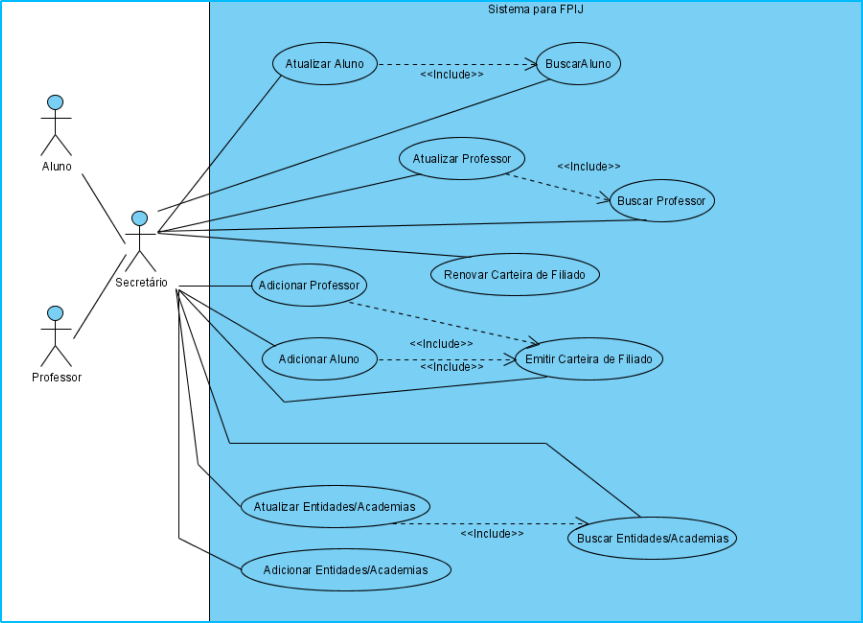 Sistema para FPIJ
Atualizar Aluno
<<Include>>
BuscarAluno
Aluno
Atualizar Professor
<<Include>>
Buscar Professor
Secretário
Renovar Carteira de Filiado
Adicionar Professor
<<Include>>
Adicionar Aluno
<<Include>>
Emitir Carteira de Filiado
Professor
Atualizar Entidades/Academias
<<Include>>
Buscar Entidades/Academias
Adicionar Entidades/Academias